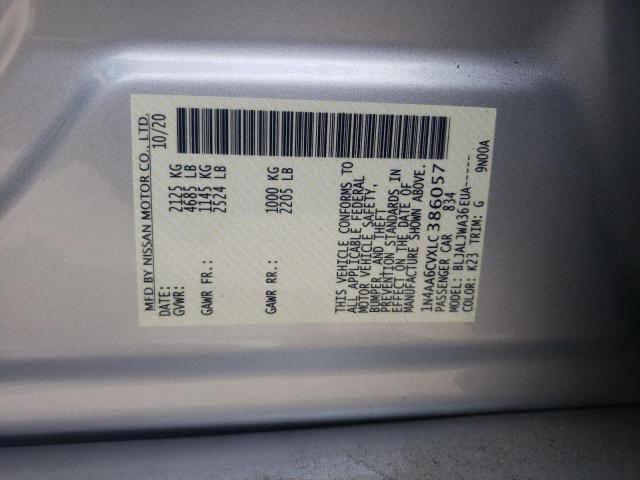 MFD BY NISSAN MOTOR CO., LTD.
DATE: 10/20
GVWR: 2125 KG
4685 LB
GAWR FR: 1145 KG
2524 LB
GAWR RR: 1000 KG
2205 LB
THIS VEHICLE CONFORMS TO
ALL APPLICABLE FEDERAL
MOTOR VEHICLE SAFETY,
BUMPER, AND THEFT
PREVENTION STANDARDS IN
EFFECT ON THE DATE OF
MANUFACTURE SHOWN ABOVE.
1N4AA6CVXLC386057
PASSENGER CAR 834
MODEL: BLJALJWA36EUA-----
COLOR: K23 TRIM: G 9N00A